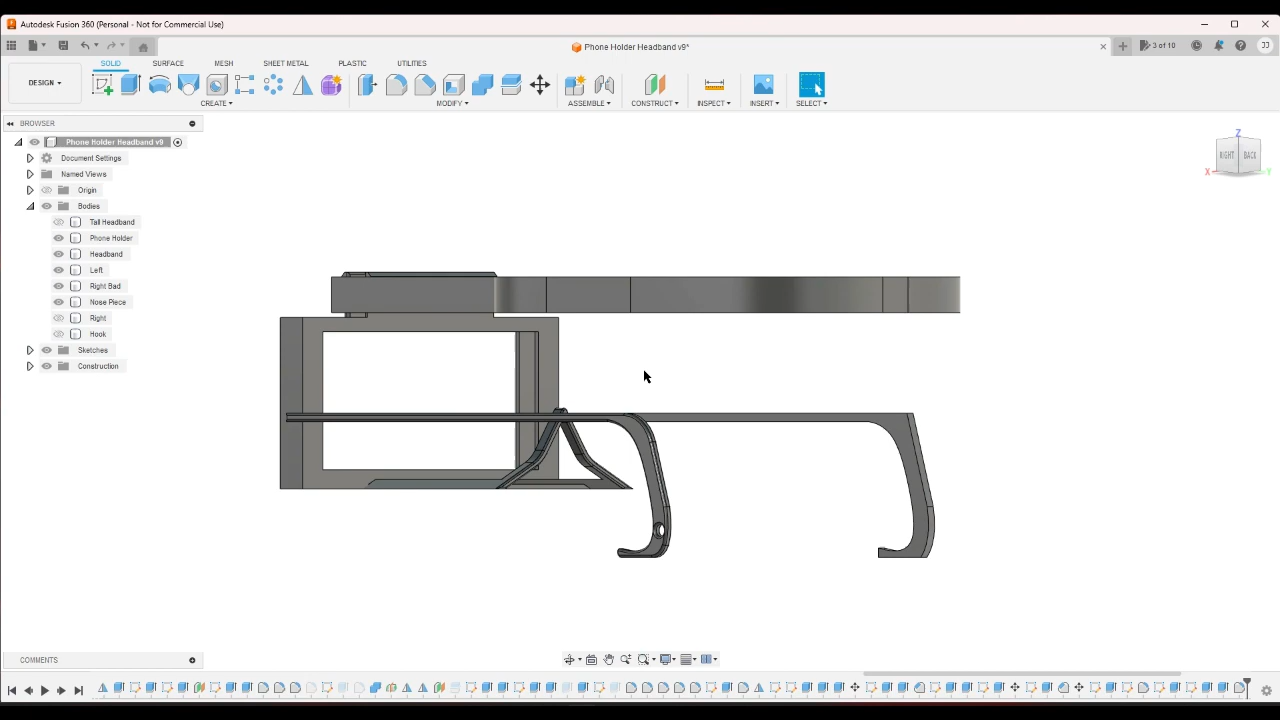 Autodesk Fusion 360 (Personal - Not for Commercial Use)
Phone Holder Headband v9*
3 of 10
JJ
SOLID SURFACE MESH SHEET METAL PLASTIC UTILITIES
DESIGN
CREATE MODIFY ASSEMBLE CONSTRUCT INSPECT INSERT SELECT
BROWSER
Phone Holder Headband v9
Document Settings
Named Views
Origin
Bodies
Tall Headband
Phone Holder
Headband
Left
Right Bad
Nose Piece
Right
Hook
Sketches
Construction
Z
RIGHT BACK
X Y
COMMENTS